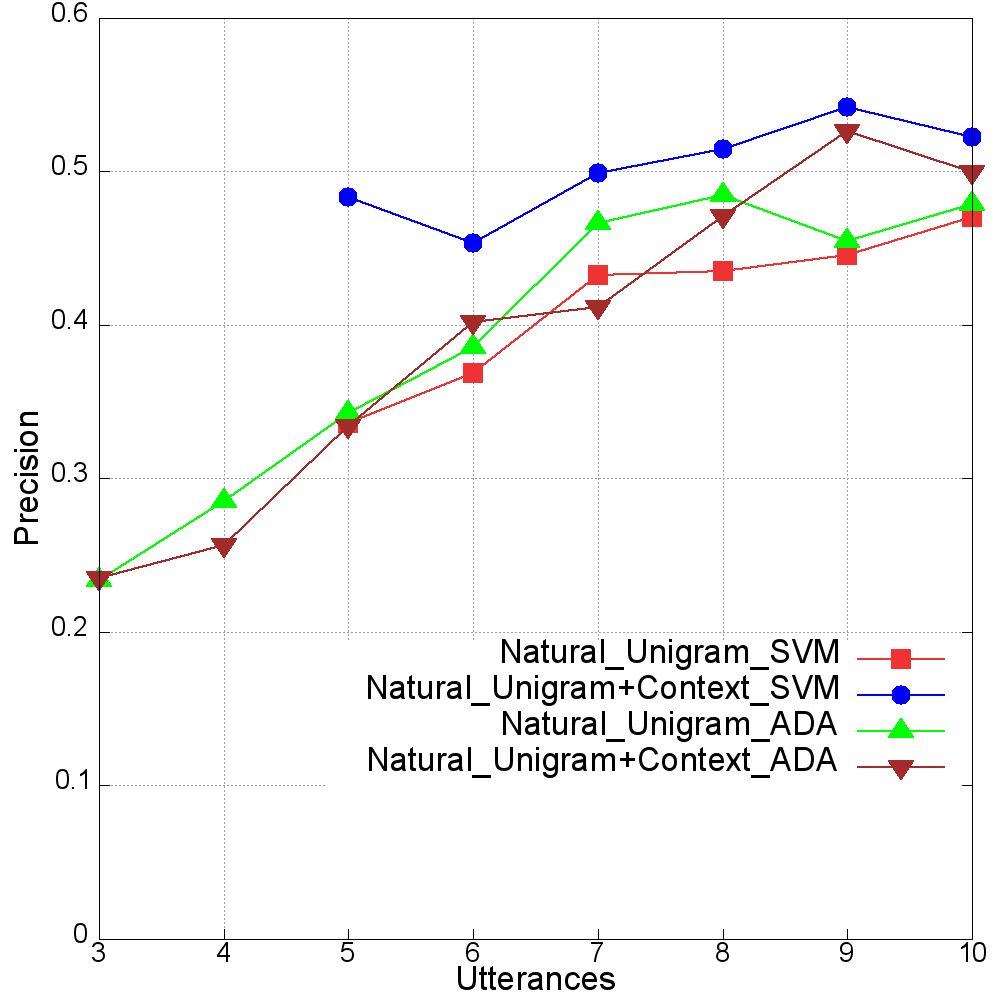 0.6
0.5
0.4
0.3
0.2
0.1
0
Precision
Natural_Unigram_SVM
Natural_Unigram+Context_SVM
Natural_Unigram_ADA
Natural_Unigram+Context_ADA
3 4 5 6 7 8 9 10
Utterances